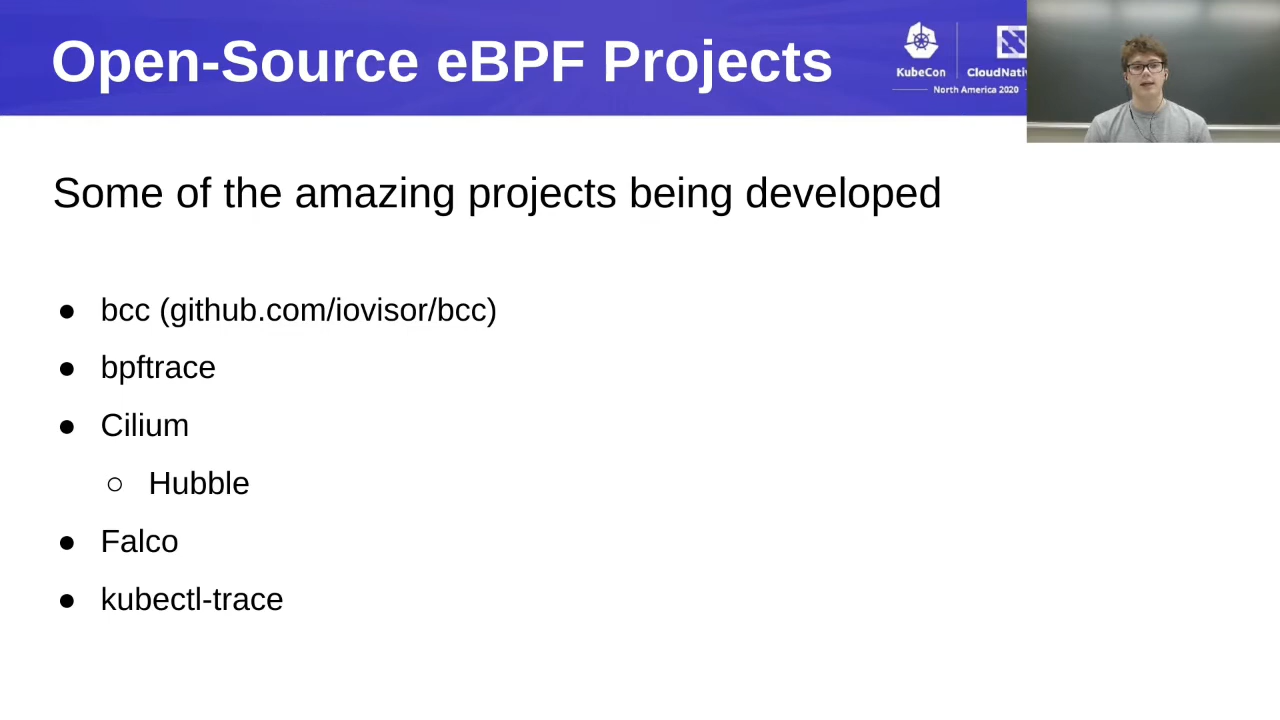 Open-Source eBPF Projects
KubeCon
CloudNati
North America 2020
Some of the amazing projects being developed
● bcc (github.com/iovisor/bcc)
● bpftrace
● Cilium
○ Hubble
● Falco
● kubectl-trace